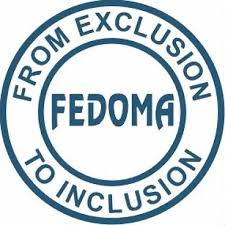 FROM EXCLUSION
FEDOMA
TO INCLUSION